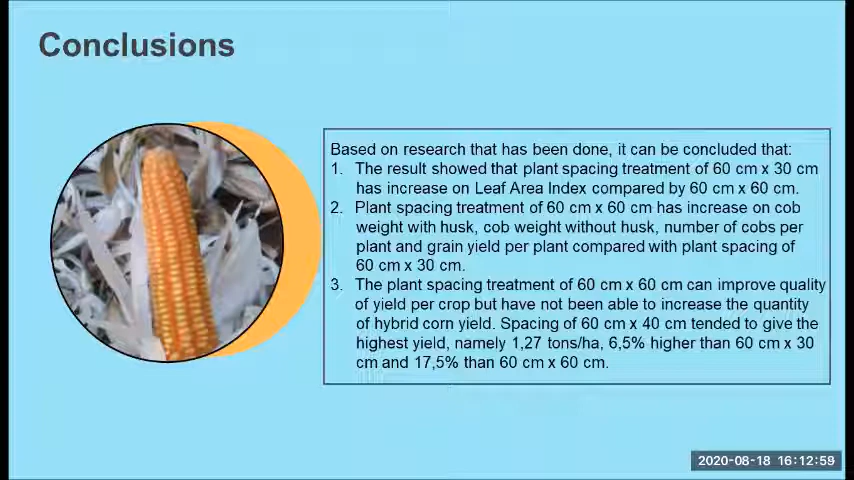 Conclusions
Based on research that has been done, it can be concluded that:
1. The result showed that plant spacing treatment of 60 cm x 30 cm
has increase on Leaf Area Index compared by 60 cm x 60 cm.
2. Plant spacing treatment of 60 cm x 60 cm has increase on cob
weight with husk, cob weight without husk, number of cobs per
plant and grain yield per plant compared with plant spacing of
60 cm x 30 cm.
3. The plant spacing treatment of 60 cm x 60 cm can improve quality
of yield per crop but have not been able to increase the quantity
of hybrid corn yield. Spacing of 60 cm x 40 cm tended to give the
highest yield, namely 1,27 tons/ha, 6,5% higher than 60 cm x 30
cm and 17,5% than 60 cm x 60 cm.
2020-08-18 16:12:59